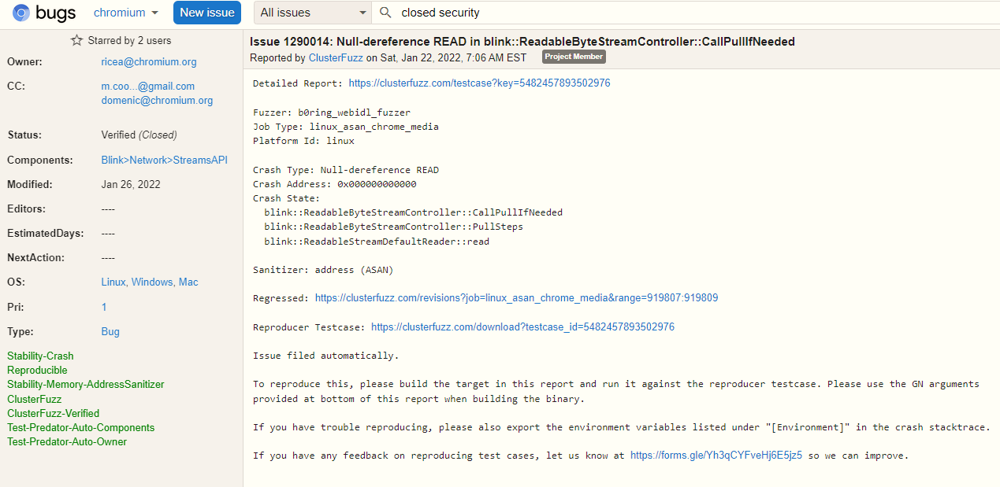 bugs chromium New issue All issues closed security
Starred by 2 users
Owner: ricea@chromium.org
CC: m.coo...@gmail.com
domenic@chromium.org
Status: Verified (Closed)
Components: Blink>Network>StreamsAPI
Modified: Jan 26, 2022
Editors: ----
EstimatedDays: ----
NextAction: ----
OS: Linux, Windows, Mac
Pri: 1
Type: Bug
Stability-Crash
Reproducible
Stability-Memory-AddressSanitizer
ClusterFuzz
ClusterFuzz-Verified
Test-Predator-Auto-Components
Test-Predator-Auto-Owner
Issue 1290014: Null-dereference READ in blink::ReadableByteStreamController::CallPullIfNeeded
Reported by ClusterFuzz on Sat, Jan 22, 2022, 7:06 AM EST Project Member
Detailed Report: https://clusterfuzz.com/testcase?key=5482457893502976
Fuzzer: b0ring_webidl_fuzzer
Job Type: linux_asan_chrome_media
Platform Id: linux
Crash Type: Null-dereference READ
Crash Address: 0x000000000000
Crash State:
blink::ReadableByteStreamController::CallPullIfNeeded
blink::ReadableByteStreamController::PullSteps
blink::ReadableStreamDefaultReader::read
Sanitizer: address (ASAN)
Regressed: https://clusterfuzz.com/revisions?job=linux_asan_chrome_media&range=919807:919809
Reproducer Testcase: https://clusterfuzz.com/download?testcase_id=5482457893502976
Issue filed automatically.
To reproduce this, please build the target in this report and run it against the reproducer testcase. Please use the GN arguments
provided at bottom of this report when building the binary.
If you have trouble reproducing, please also export the environment variables listed under "[Environment]" in the crash stacktrace.
If you have any feedback on reproducing test cases, let us know at https://forms.gle/Yh3qCYFveHj6E5jz5 so we can improve.